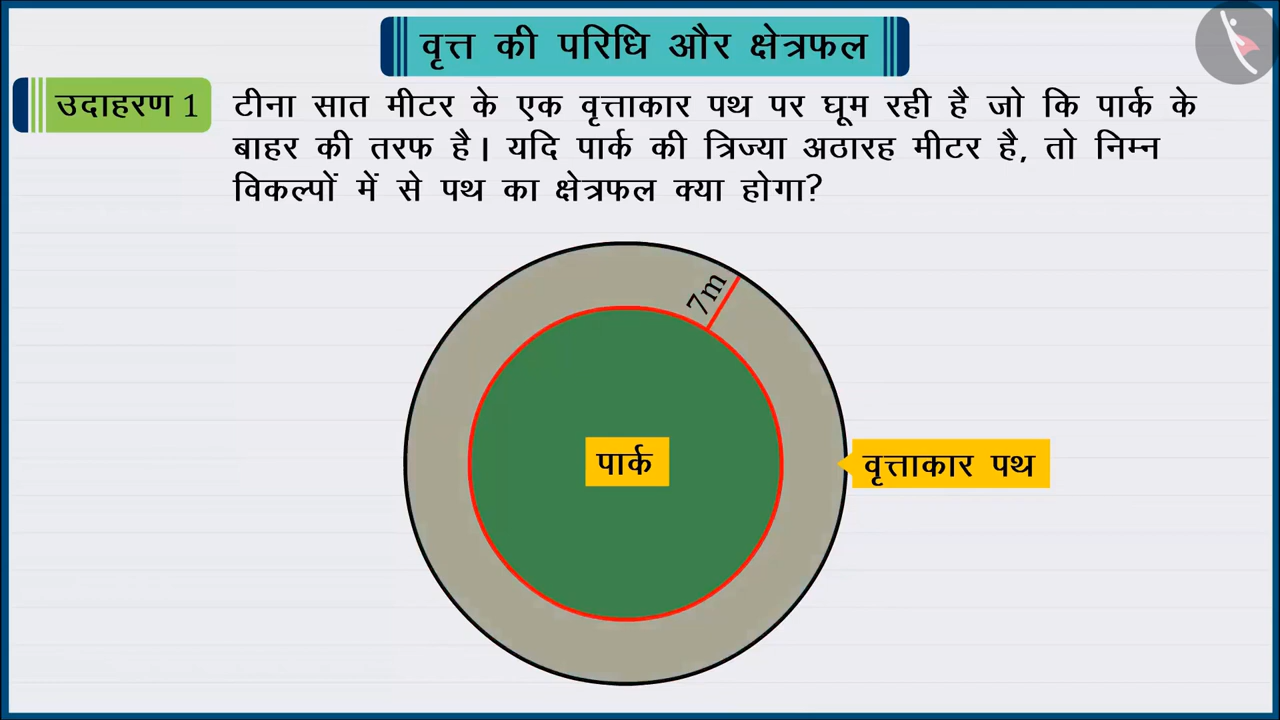 वृत्त की परिधि और क्षेत्रफल
उदाहरण 1
टीना सात मीटर के एक वृत्ताकार पथ पर घूम रही है जो कि पार्क के
बाहर की तरफ है। यदि पार्क की त्रिज्या अठारह मीटर है, तो निम्न
विकल्पों में से पथ का क्षेत्रफल क्या होगा?
7m
पार्क
वृत्ताकार पथ